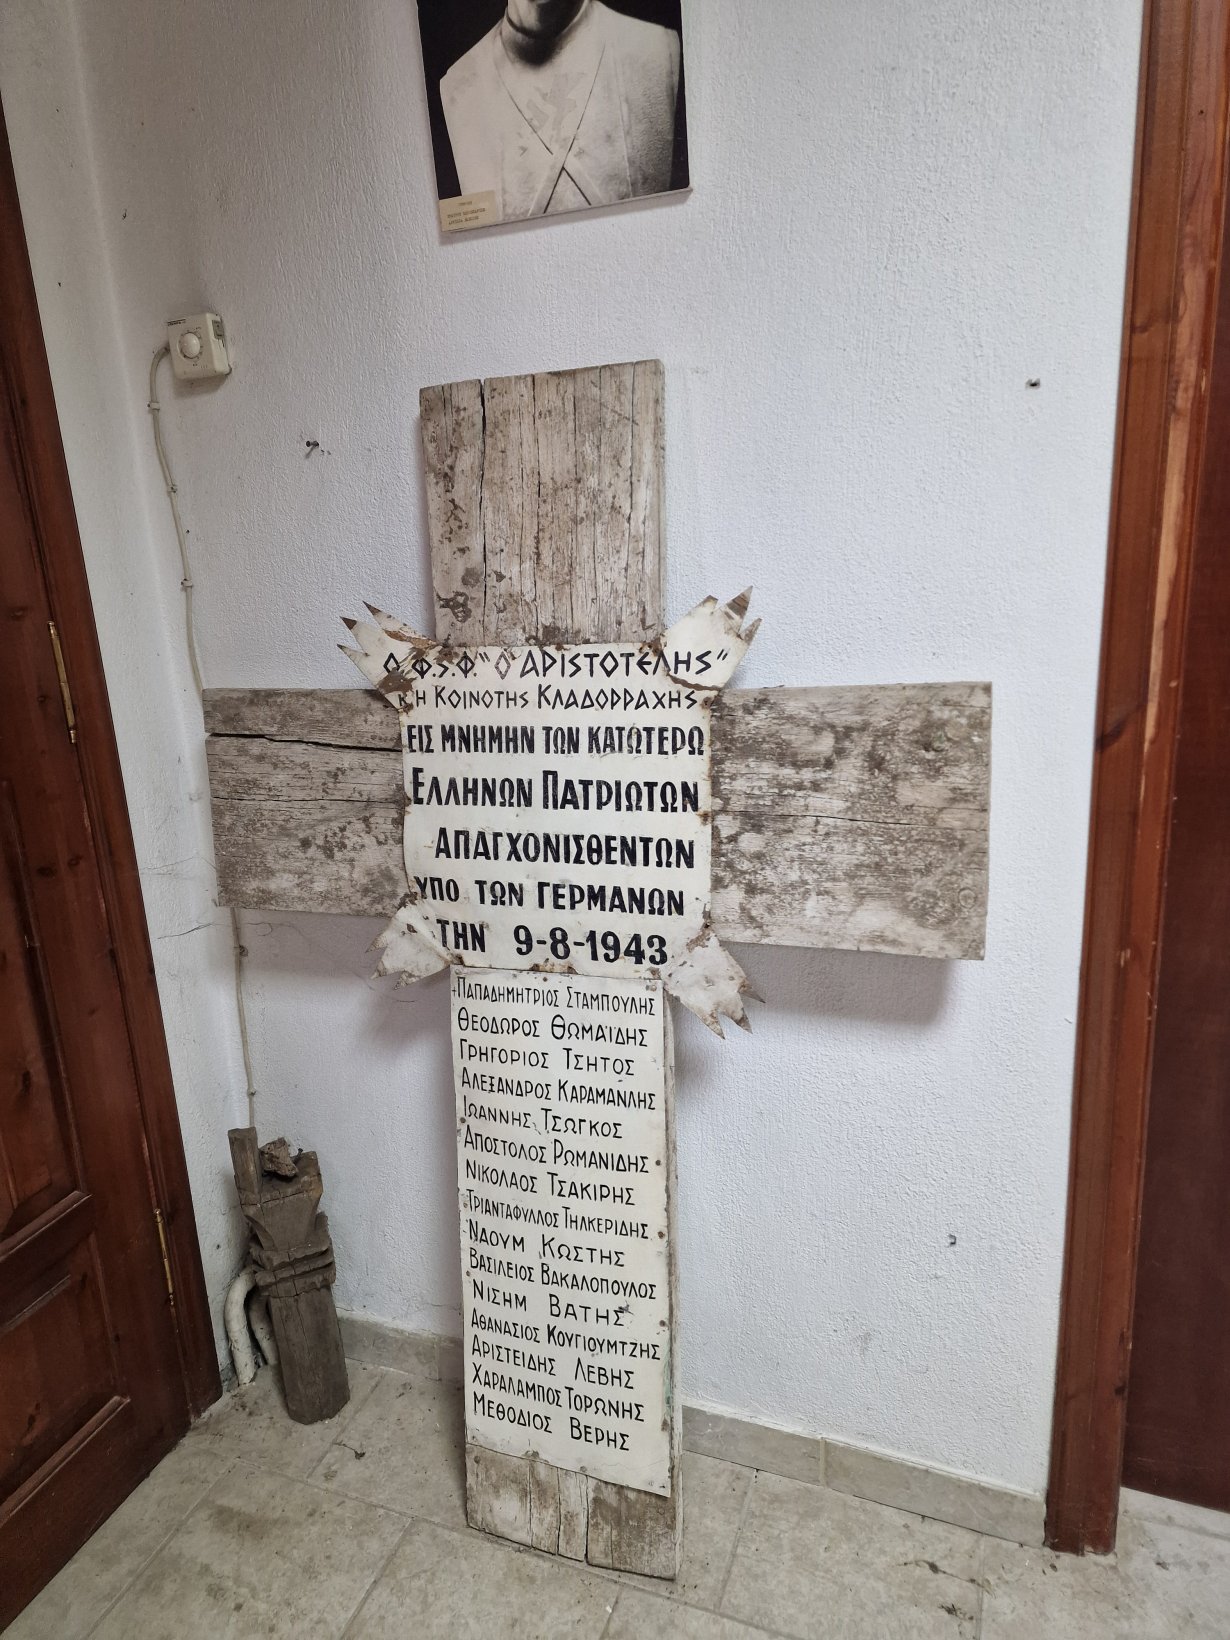 Ο.Φ.Σ.Φ. "Ο ΑΡΙΣΤΟΤΕΛΗΣ"
Κ Η ΚΟΙΝΟΤΗΣ ΚΛΑΔΟΡΡΑΧΗΣ
ΕΙΣ ΜΝΗΜΗΝ ΤΩΝ ΚΑΤΩΤΕΡΩ
ΕΛΛΗΝΩΝ ΠΑΤΡΙΩΤΩΝ
ΑΠΑΓΧΟΝΙΣΘΕΝΤΩΝ
ΥΠΟ ΤΩΝ ΓΕΡΜΑΝΩΝ
ΤΗΝ 9-8-1943
ΠΑΠΑΔΗΜΗΤΡΙΟΣ ΣΤΑΜΠΟΥΛΗΣ
ΘΕΟΔΩΡΟΣ ΘΩΜΑΪΔΗΣ
ΓΡΗΓΟΡΙΟΣ ΤΣΗΤΟΣ
ΑΛΕΞΑΝΔΡΟΣ ΚΑΡΑΜΑΝΛΗΣ
ΙΩΑΝΝΗΣ ΤΣΩΓΚΟΣ
ΑΠΟΣΤΟΛΟΣ ΡΩΜΑΝΙΔΗΣ
ΝΙΚΟΛΑΟΣ ΤΣΑΚΙΡΗΣ
ΤΡΙΑΝΤΑΦΥΛΛΟΣ ΤΗΛΚΕΡΙΔΗΣ
ΝΑΟΥΜ ΚΩΣΤΗΣ
ΒΑΣΙΛΕΙΟΣ ΒΑΚΑΛΟΠΟΥΛΟΣ
ΝΙΣΗΜ ΒΑΤΗΣ
ΑΘΑΝΑΣΙΟΣ ΚΟΥΓΙΟΥΜΤΖΗΣ
ΑΡΙΣΤΕΙΔΗΣ ΛΕΒΗΣ
ΧΑΡΑΛΑΜΠΟΣ ΤΟΡΩΝΗΣ
ΜΕΘΟΔΙΟΣ ΒΕΡΗΣ